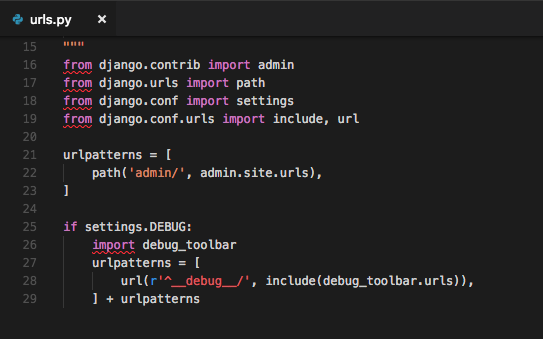 urls.py ×
15 """
16 from django.contrib import admin
17 from django.urls import path
18 from django.conf import settings
19 from django.conf.urls import include, url
20
21 urlpatterns = [
22     path('admin/', admin.site.urls),
23 ]
24
25 if settings.DEBUG:
26     import debug_toolbar
27     urlpatterns = [
28         url(r'^__debug__/', include(debug_toolbar.urls)),
29     ] + urlpatterns